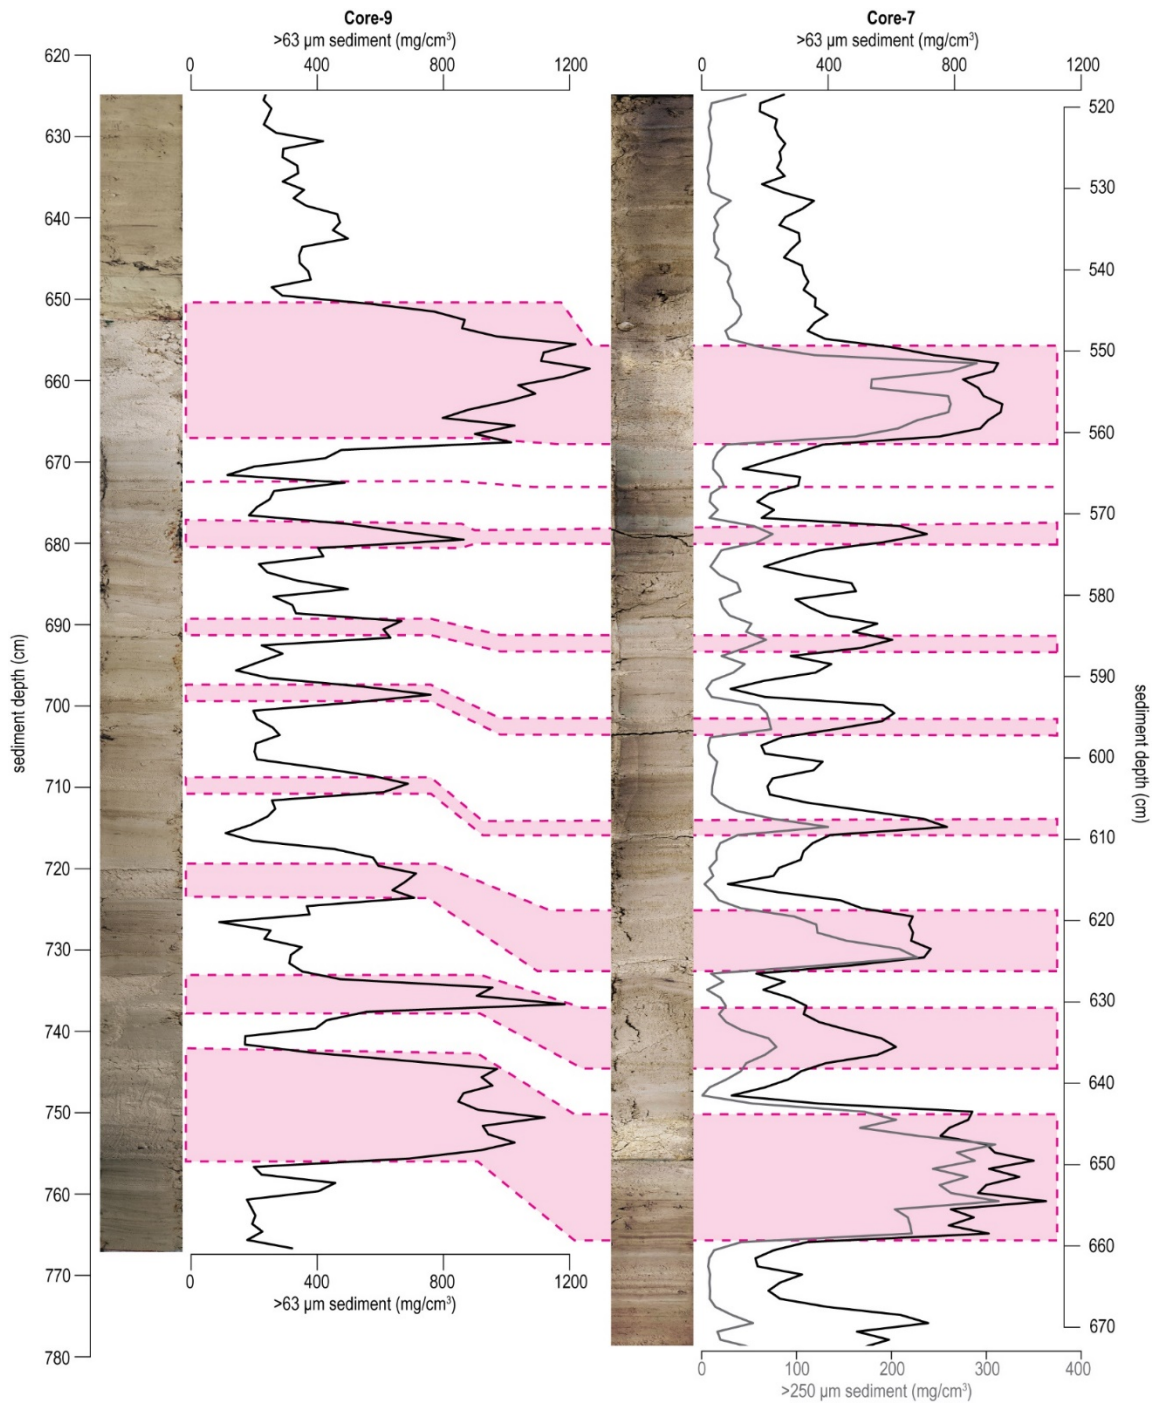 Core-9
>63 µm sediment (mg/cm³)
0 400 800 1200
Core-7
>63 µm sediment (mg/cm³)
0 400 800 1200
620
630
640
650
660
670
680
690
700
710
720
730
740
750
760
770
780
sediment depth (cm)
520
530
540
550
560
570
580
590
600
610
620
630
640
650
660
670
sediment depth (cm)
0 400 800 1200
>63 µm sediment (mg/cm³)
0 100 200 300 400
>250 µm sediment (mg/cm³)